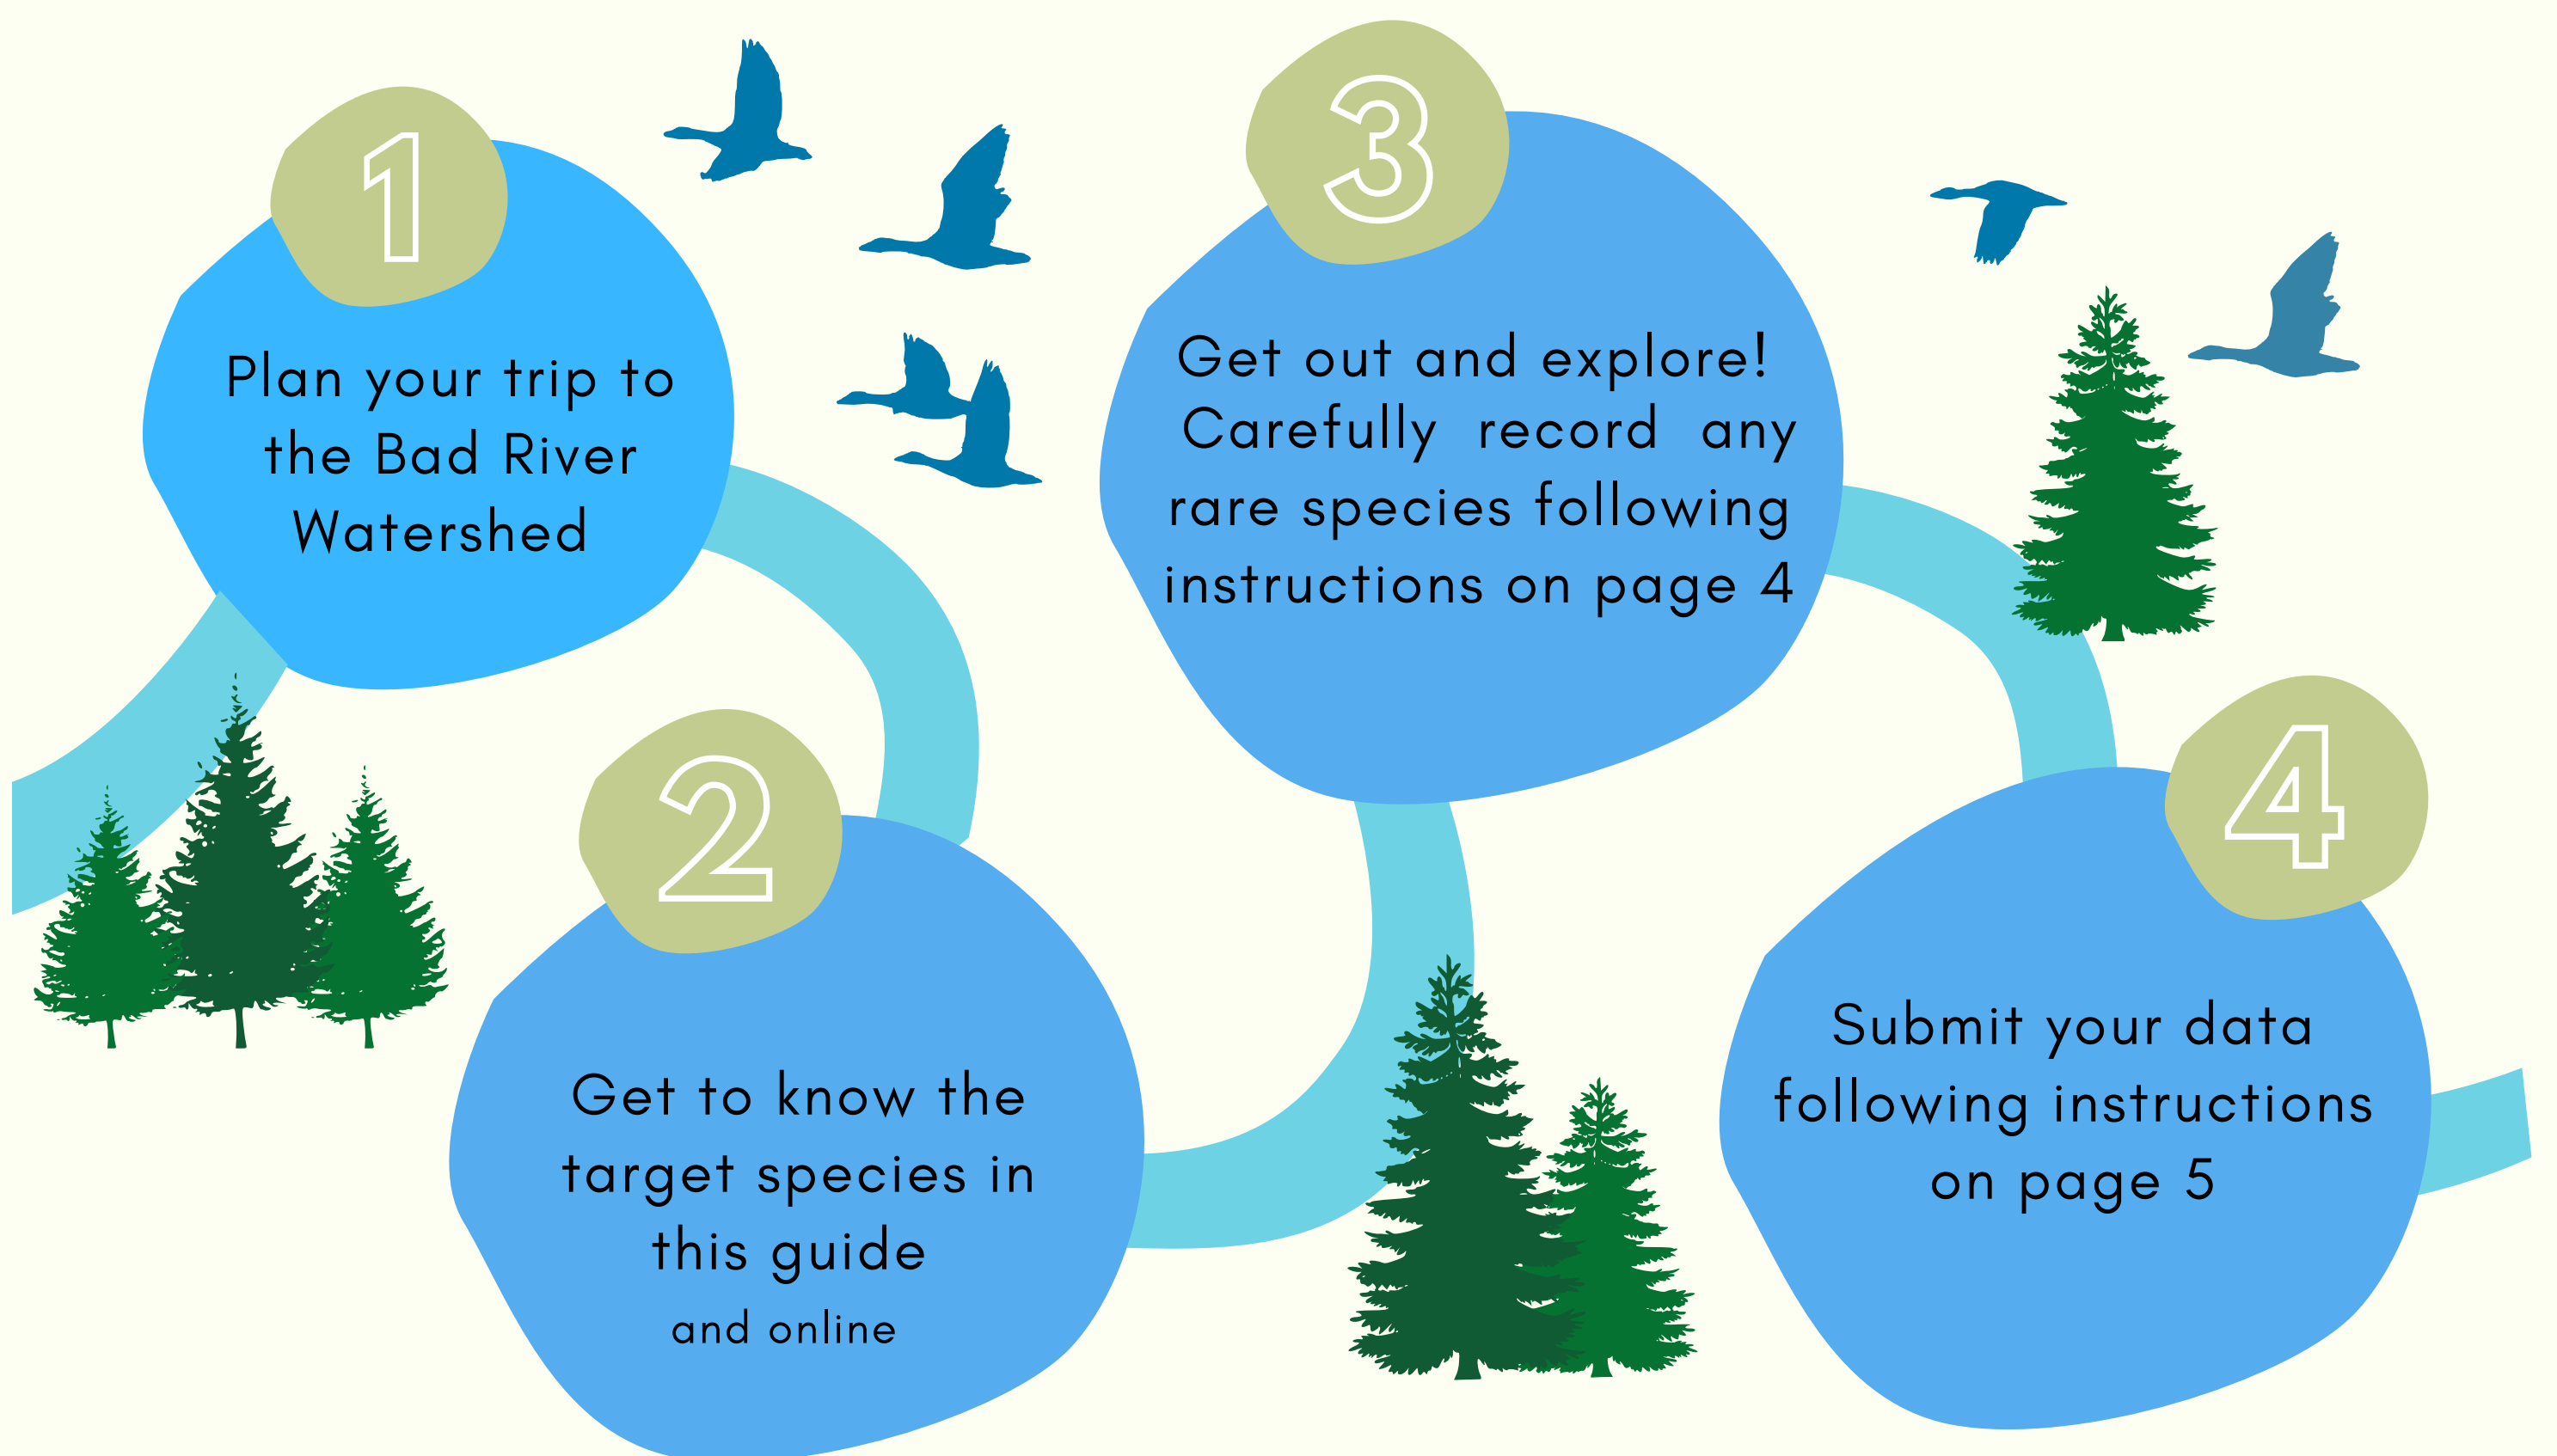 1
Plan your trip to
the Bad River
Watershed
2
Get to know the
target species in
this guide
and online
3
Get out and explore!
Carefully record any
rare species following
instructions on page 4
4
Submit your data
following instructions
on page 5